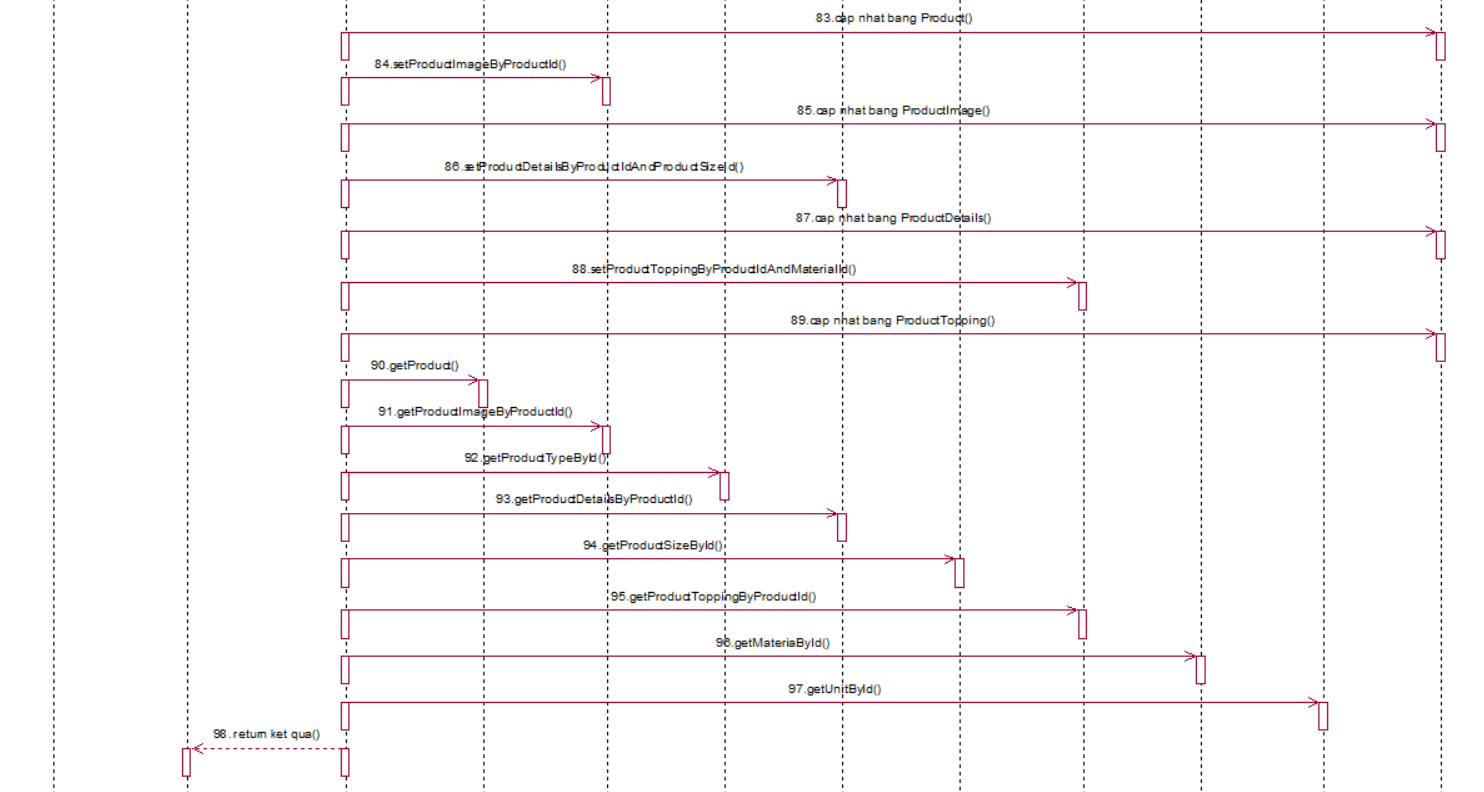 83.cap nhat bang Product()
84.setProductImageByProductId()
85.cap nhat bang ProductImage()
86.setProductDetailsByProductIdAndProductSizeId()
87.cap nhat bang ProductDetails()
88.setProductToppingByProductIdAndMaterialId()
89.cap nhat bang ProductTopping()
90.getProduct()
91.getProductImageByProductId()
92.getProductTypeById()
93.getProductDetailsByProductId()
94.getProductSizeById()
95.getProductToppingByProductId()
96.getMateriaById()
97.getUnitById()
98.return ket qua()